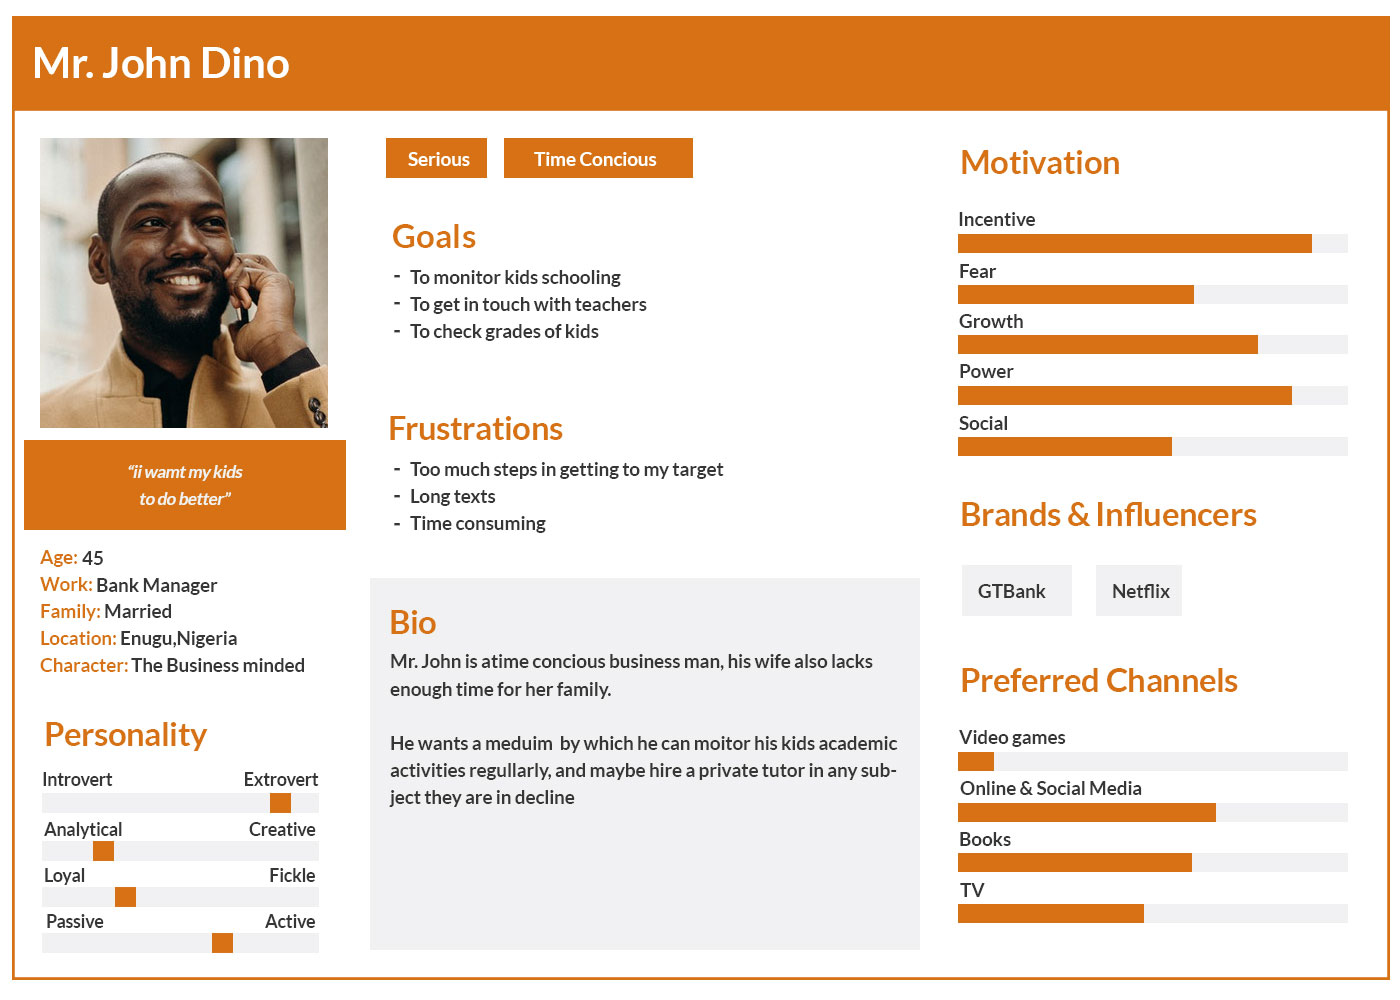 Mr. John Dino
“ii wamt my kids
to do better”
Age: 45
Work: Bank Manager
Family: Married
Location: Enugu,Nigeria
Character: The Business minded
Personality
Introvert Extrovert
Analytical Creative
Loyal Fickle
Passive Active
Serious Time Concious
Goals
- To monitor kids schooling
- To get in touch with teachers
- To check grades of kids
Frustrations
- Too much steps in getting to my target
- Long texts
- Time consuming
Bio
Mr. John is atime concious business man, his wife also lacks
enough time for her family.
He wants a meduim by which he can moitor his kids academic
activities regullarly, and maybe hire a private tutor in any sub-
ject they are in decline
Motivation
Incentive
Fear
Growth
Power
Social
Brands & Influencers
GTBank Netflix
Preferred Channels
Video games
Online & Social Media
Books
TV